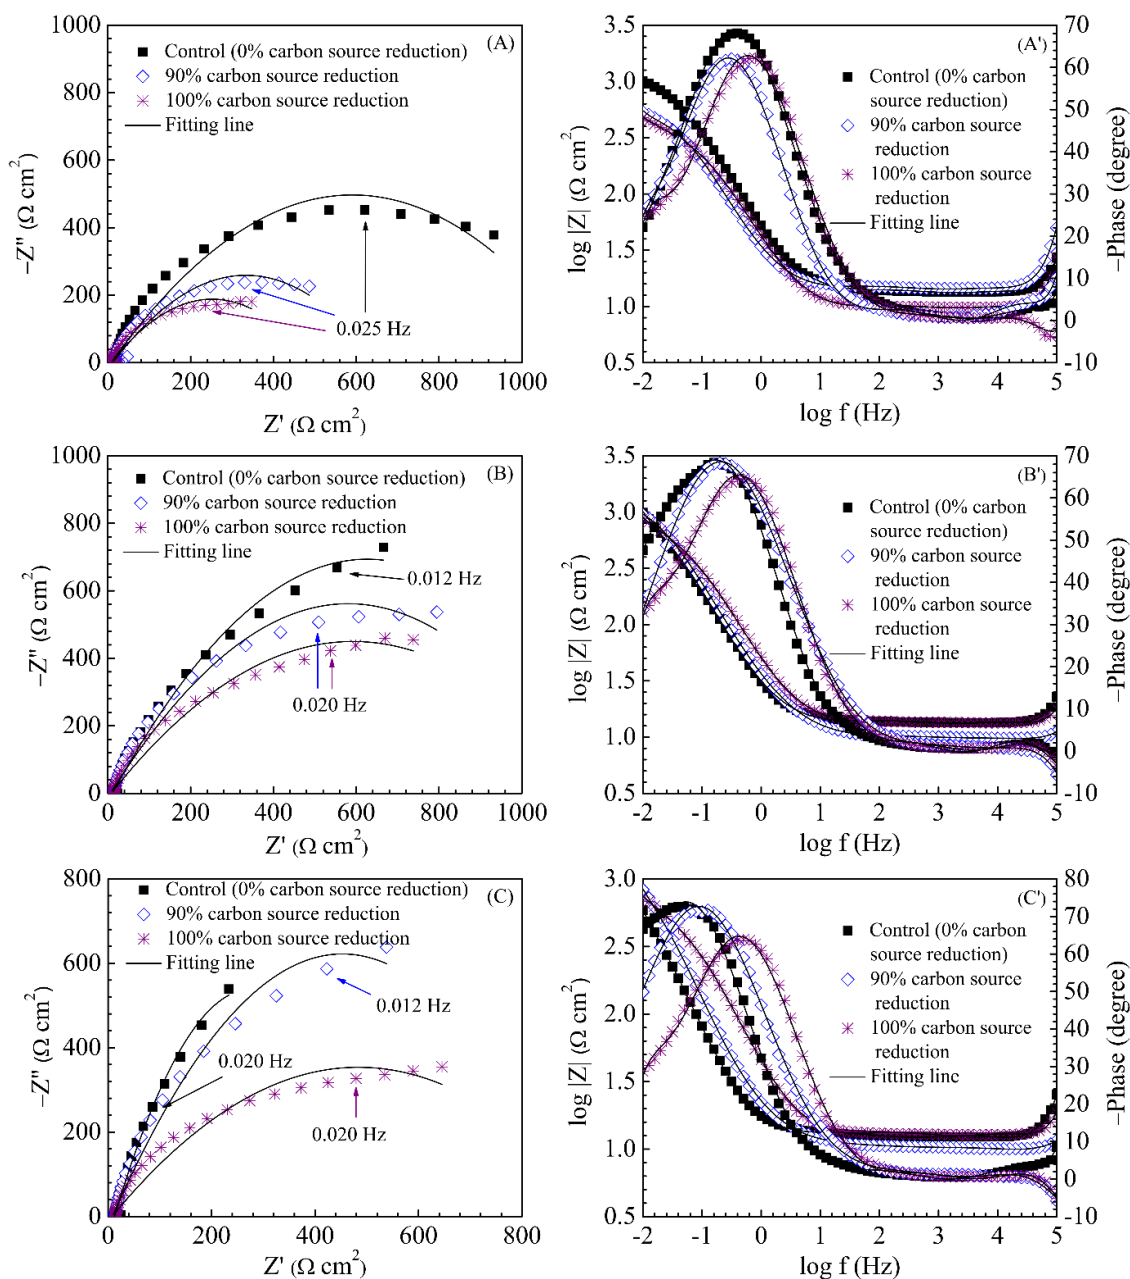 (A)
Control (0% carbon source reduction)
90% carbon source reduction
100% carbon source reduction
Fitting line
0.025 Hz
1000
800
600
400
200
0
0 200 400 600 800 1000
−Z" (Ω cm²)
Z' (Ω cm²)
(A')
Control (0% carbon
source reduction)
90% carbon source
reduction
100% carbon source
reduction
Fitting line
3.5
3.0
2.5
2.0
1.5
1.0
0.5
70
60
50
40
30
20
10
0
-10
-2 -1 0 1 2 3 4 5
log |Z| (Ω cm²)
−Phase (degree)
log f (Hz)
(B)
Control (0% carbon source reduction)
90% carbon source reduction
100% carbon source reduction
Fitting line
0.012 Hz
0.020 Hz
1000
800
600
400
200
0
0 200 400 600 800 1000
−Z" (Ω cm²)
Z' (Ω cm²)
(B')
Control (0% carbon
source reduction)
90% carbon source
reduction
100% carbon source
reduction
Fitting line
3.5
3.0
2.5
2.0
1.5
1.0
0.5
70
60
50
40
30
20
10
0
-10
-2 -1 0 1 2 3 4 5
log |Z| (Ω cm²)
−Phase (degree)
log f (Hz)
(C)
Control (0% carbon source reduction)
90% carbon source reduction
100% carbon source reduction
Fitting line
0.012 Hz
0.020 Hz
0.020 Hz
800
600
400
200
0
0 200 400 600 800
−Z" (Ω cm²)
Z' (Ω cm²)
(C')
Control (0% carbon
source reduction)
90% carbon source
reduction
100% carbon source
reduction
Fitting line
3.0
2.5
2.0
1.5
1.0
0.5
80
70
60
50
40
30
20
10
0
-10
-2 -1 0 1 2 3 4 5
log |Z| (Ω cm²)
−Phase (degree)
log f (Hz)